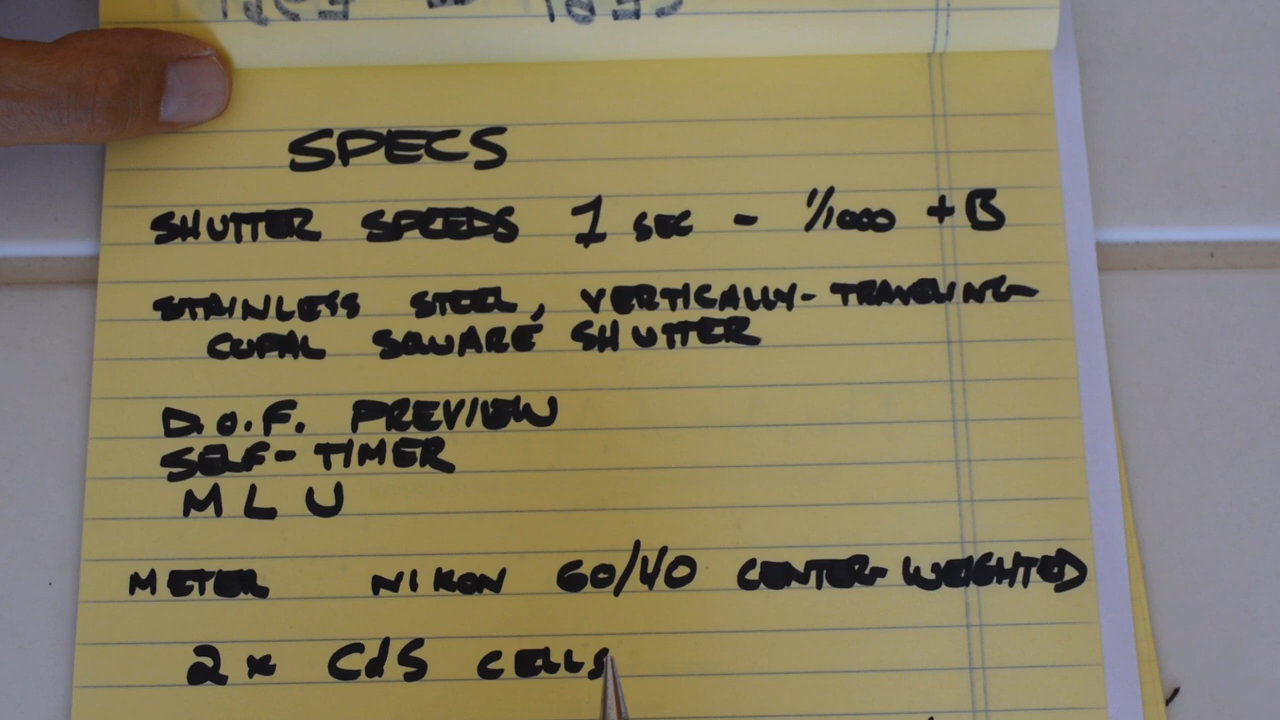 SPECS
SHUTTER SPEEDS 1 SEC - 1/1000 + B
STAINLESS STEEL, VERTICALLY-TRAVELING
COPAL SQUARE SHUTTER
D.O.F. PREVIEW
SELF-TIMER
MLU
METER NIKON 60/40 CENTER-WEIGHTED
2x CdS CELLS